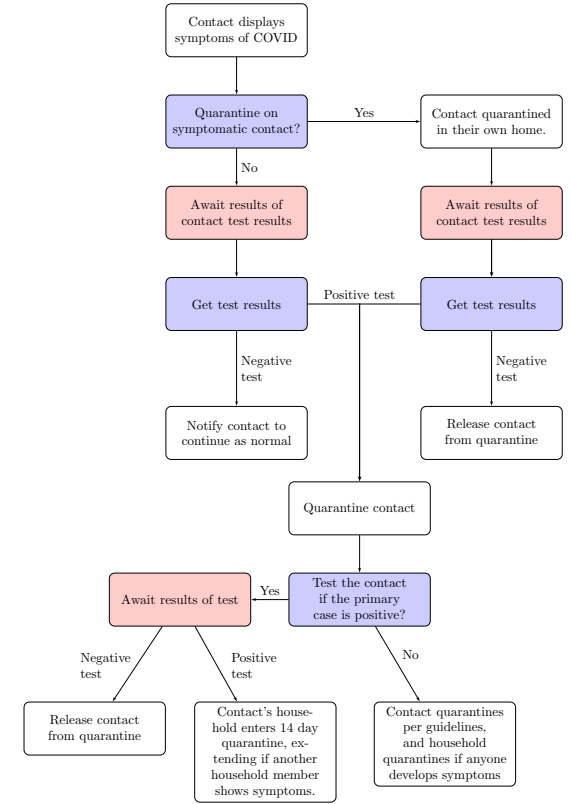 Contact displays
symptoms of COVID
Quarantine on
symptomatic contact?
Yes
Contact quarantined
in their own home.
No
Await results of
contact test results
Await results of
contact test results
Get test results
Positive test
Get test results
Negative
test
Negative
test
Notify contact to
continue as normal
Release contact
from quarantine
Quarantine contact
Await results of test
Yes
Test the contact
if the primary
case is positive?
Negative
test
Positive
test
No
Release contact
from quarantine
Contact's house-
hold enters 14 day
quarantine, ex-
tending if another
household member
shows symptoms.
Contact quarantines
per guidelines,
and household
quarantines if anyone
develops symptoms